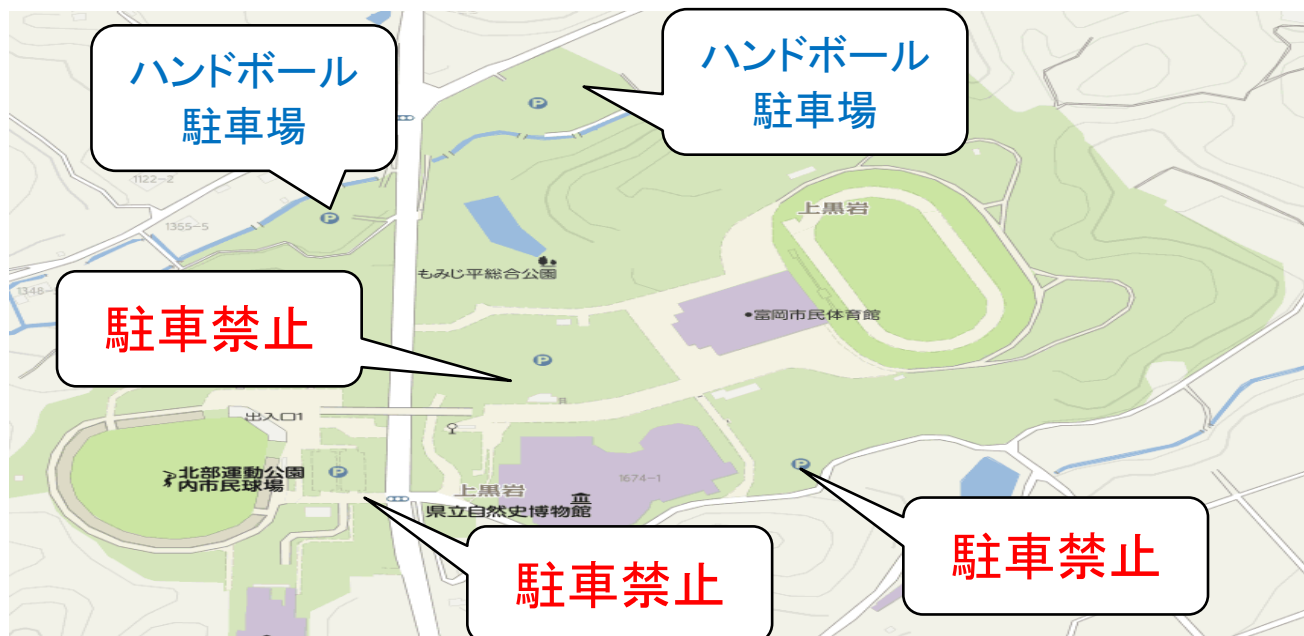 ハンドボール
駐車場
ハンドボール
駐車場
1122-2
1355-5
上黒岩
もみじ平総合公園
1348-
駐車禁止
•富岡市民体育館
出入口1
北部運動公園
内市民球場
上黒岩
1674-1
県立自然史博物館
駐車禁止
駐車禁止
P
P
P
P
P